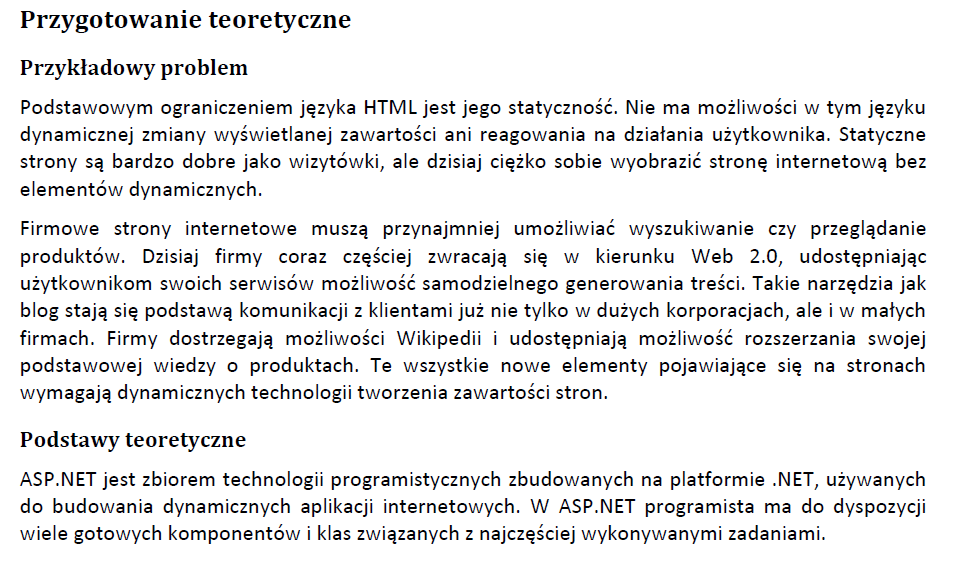 Przygotowanie teoretyczne
Przykładowy problem
Podstawowym ograniczeniem języka HTML jest jego statyczność. Nie ma możliwości w tym języku
dynamicznej zmiany wyświetlanej zawartości ani reagowania na działania użytkownika. Statyczne
strony są bardzo dobre jako wizytówki, ale dzisiaj ciężko sobie wyobrazić stronę internetową bez
elementów dynamicznych.
Firmowe strony internetowe muszą przynajmniej umożliwiać wyszukiwanie czy przeglądanie
produktów. Dzisiaj firmy coraz częściej zwracają się w kierunku Web 2.0, udostępniając
użytkownikom swoich serwisów możliwość samodzielnego generowania treści. Takie narzędzia jak
blog stają się podstawą komunikacji z klientami już nie tylko w dużych korporacjach, ale i w małych
firmach. Firmy dostrzegają możliwości Wikipedii i udostępniają możliwość rozszerzania swojej
podstawowej wiedzy o produktach. Te wszystkie nowe elementy pojawiające się na stronach
wymagają dynamicznych technologii tworzenia zawartości stron.
Podstawy teoretyczne
ASP.NET jest zbiorem technologii programistycznych zbudowanych na platformie .NET, używanych
do budowania dynamicznych aplikacji internetowych. W ASP.NET programista ma do dyspozycji
wiele gotowych komponentów i klas związanych z najczęściej wykonywanymi zadaniami.